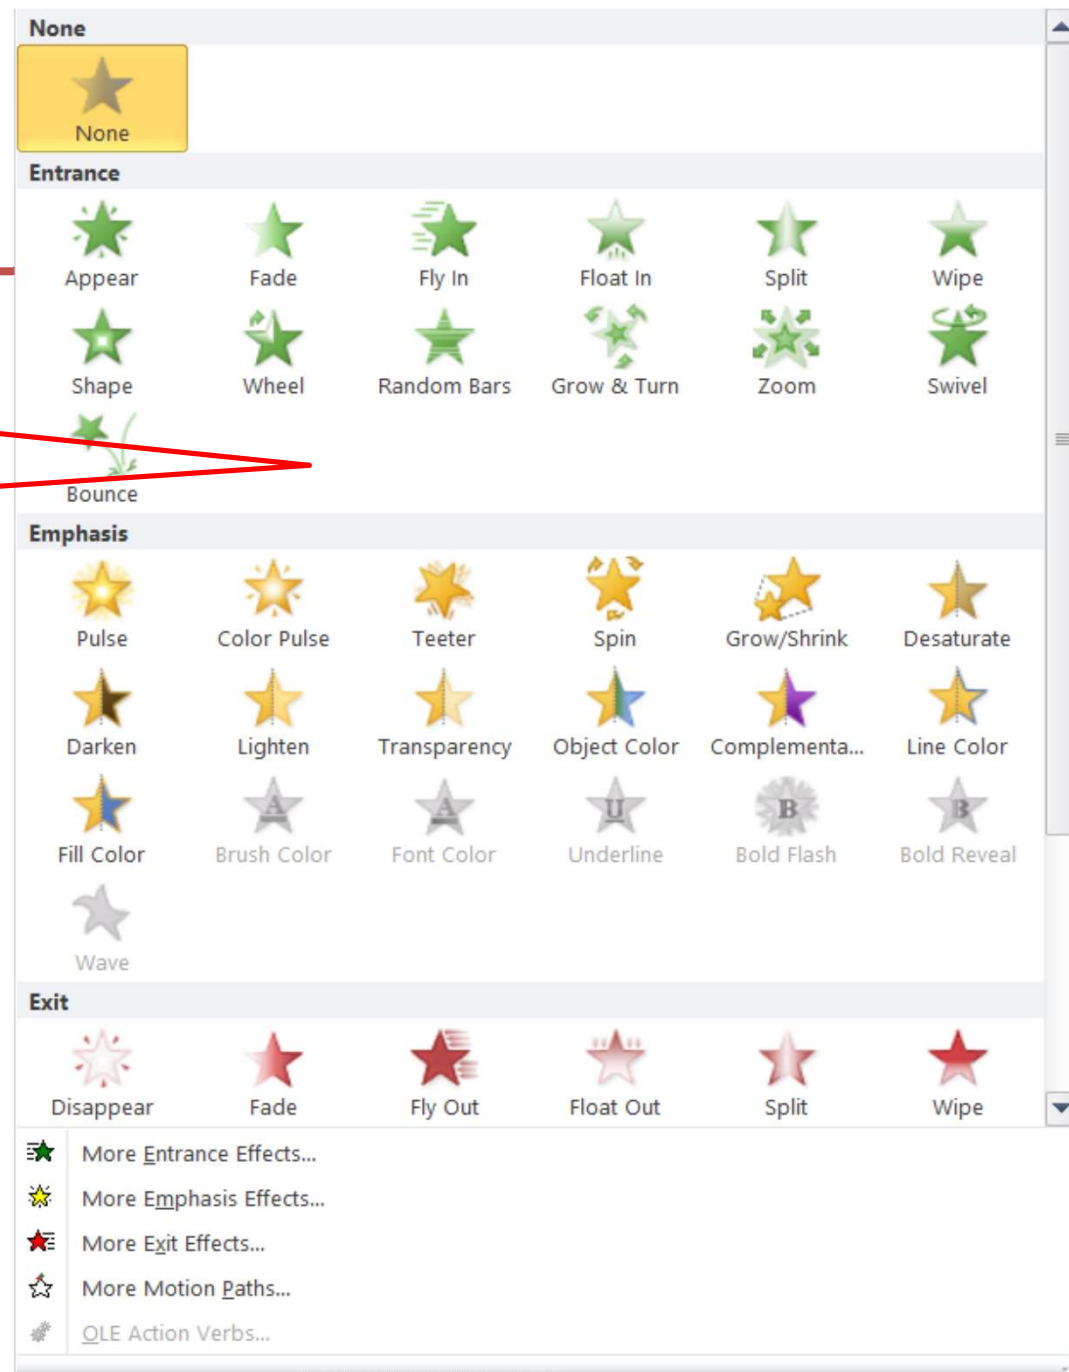 None
None
Entrance
Appear Fade Fly In Float In Split Wipe
Shape Wheel Random Bars Grow & Turn Zoom Swivel
Bounce
Emphasis
Pulse Color Pulse Teeter Spin Grow/Shrink Desaturate
Darken Lighten Transparency Object Color Complementa... Line Color
Fill Color Brush Color Font Color Underline Bold Flash Bold Reveal
Wave
Exit
Disappear Fade Fly Out Float Out Split Wipe
More Entrance Effects...
More Emphasis Effects...
More Exit Effects...
More Motion Paths...
OLE Action Verbs...